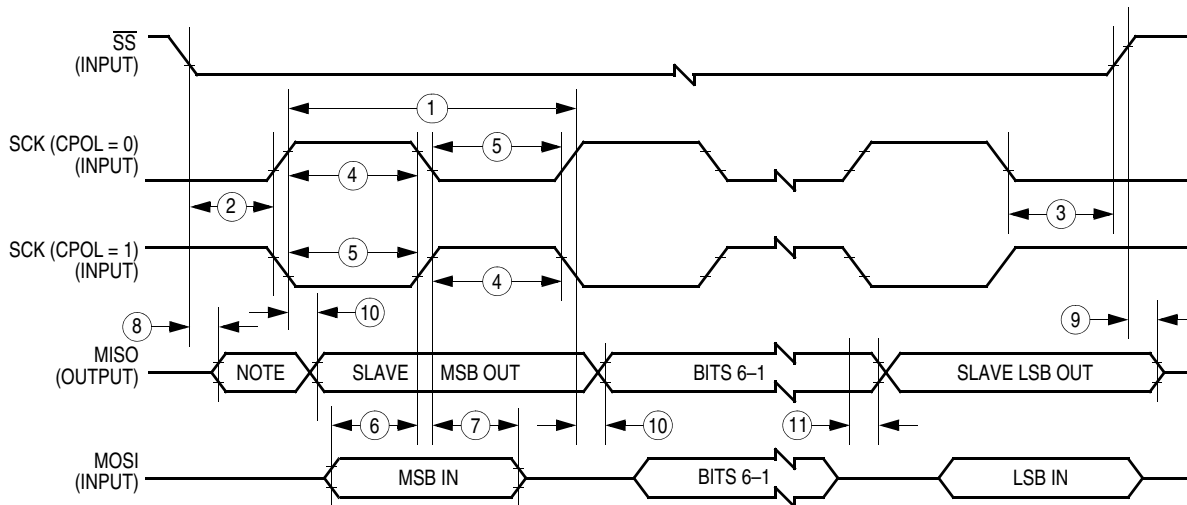 SS
(INPUT)
1
SCK (CPOL = 0)
(INPUT)
5
4
2
3
SCK (CPOL = 1)
(INPUT)
5
4
8
10
9
MISO
(OUTPUT)
NOTE
SLAVE MSB OUT
BITS 6–1
SLAVE LSB OUT
6
7
10
11
MOSI
(INPUT)
MSB IN
BITS 6–1
LSB IN